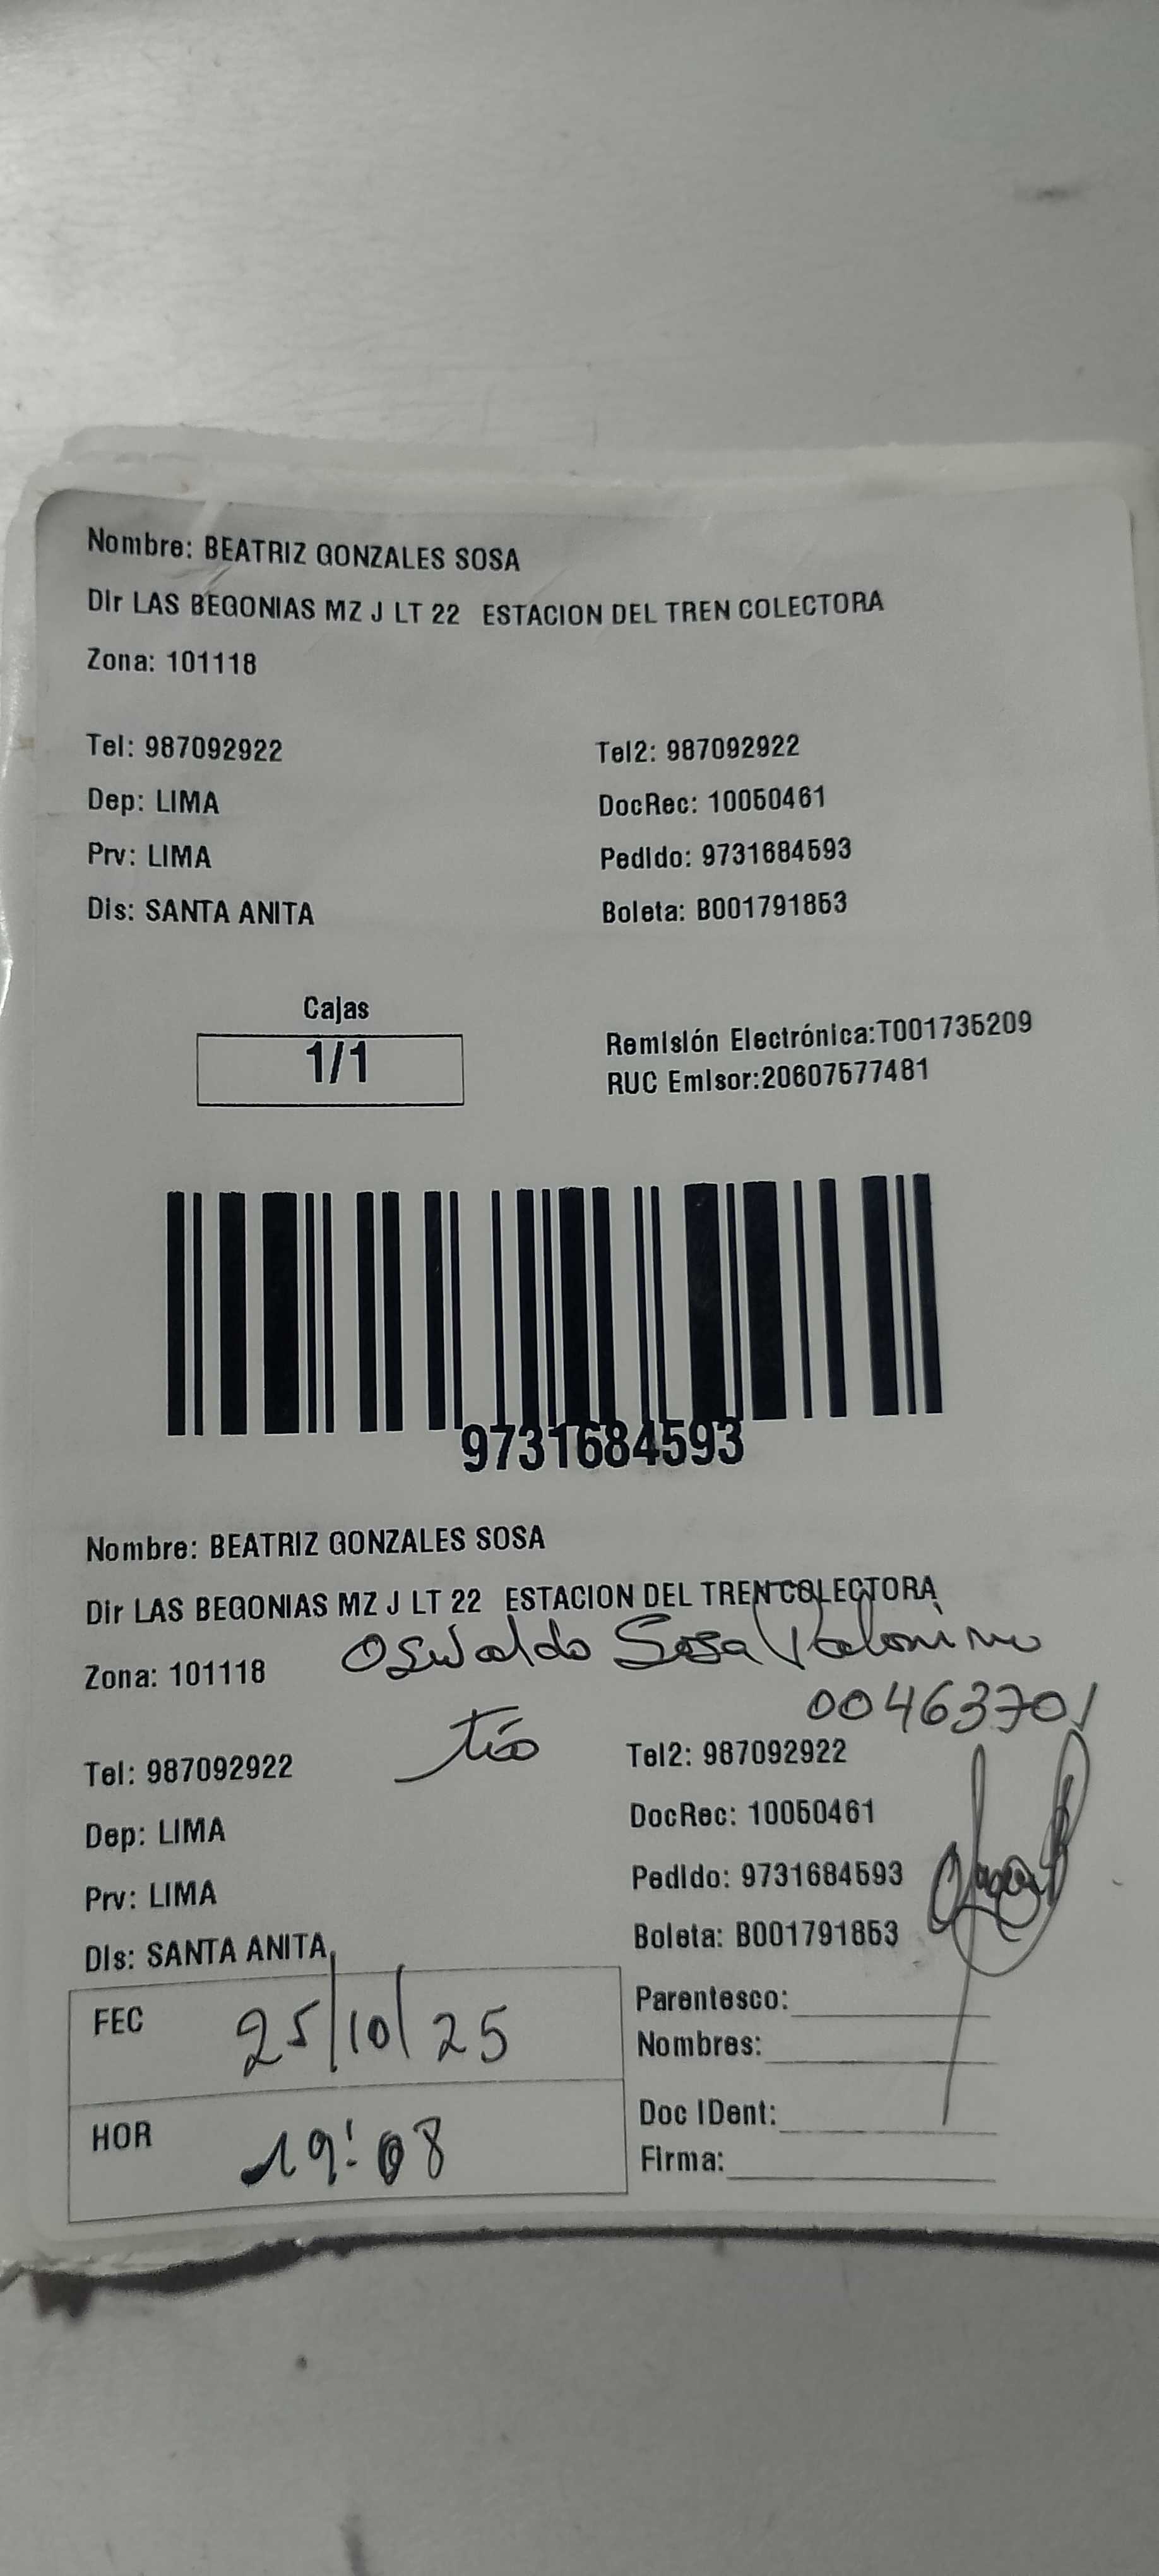 Nombre: BEATRIZ GONZALES SOSA
Dir LAS BEGONIAS MZ J LT 22 ESTACION DEL TREN COLECTORA
Zona: 101118
Tel: 987092922 Tel2: 987092922
Dep: LIMA DocRec: 10050461
Prv: LIMA Pedido: 9731684593
Dis: SANTA ANITA Boleta: B001791853
Cajas
1/1
Remisión Electrónica:T001735209
RUC Emisor:20607577481
9731684593
Nombre: BEATRIZ GONZALES SOSA
Dir LAS BEGONIAS MZ J LT 22 ESTACION DEL TREN COLECTORA
Oswaldo Sosa Palomino
Zona: 101118
00463701
tío
Tel: 987092922 Tel2: 987092922
Dep: LIMA DocRec: 10050461
Prv: LIMA Pedido: 9731684593
Dis: SANTA ANITA Boleta: B001791853
FEC 25/10/25
HOR 19:08
Parentesco:
Nombres:
Doc IDent:
Firma: